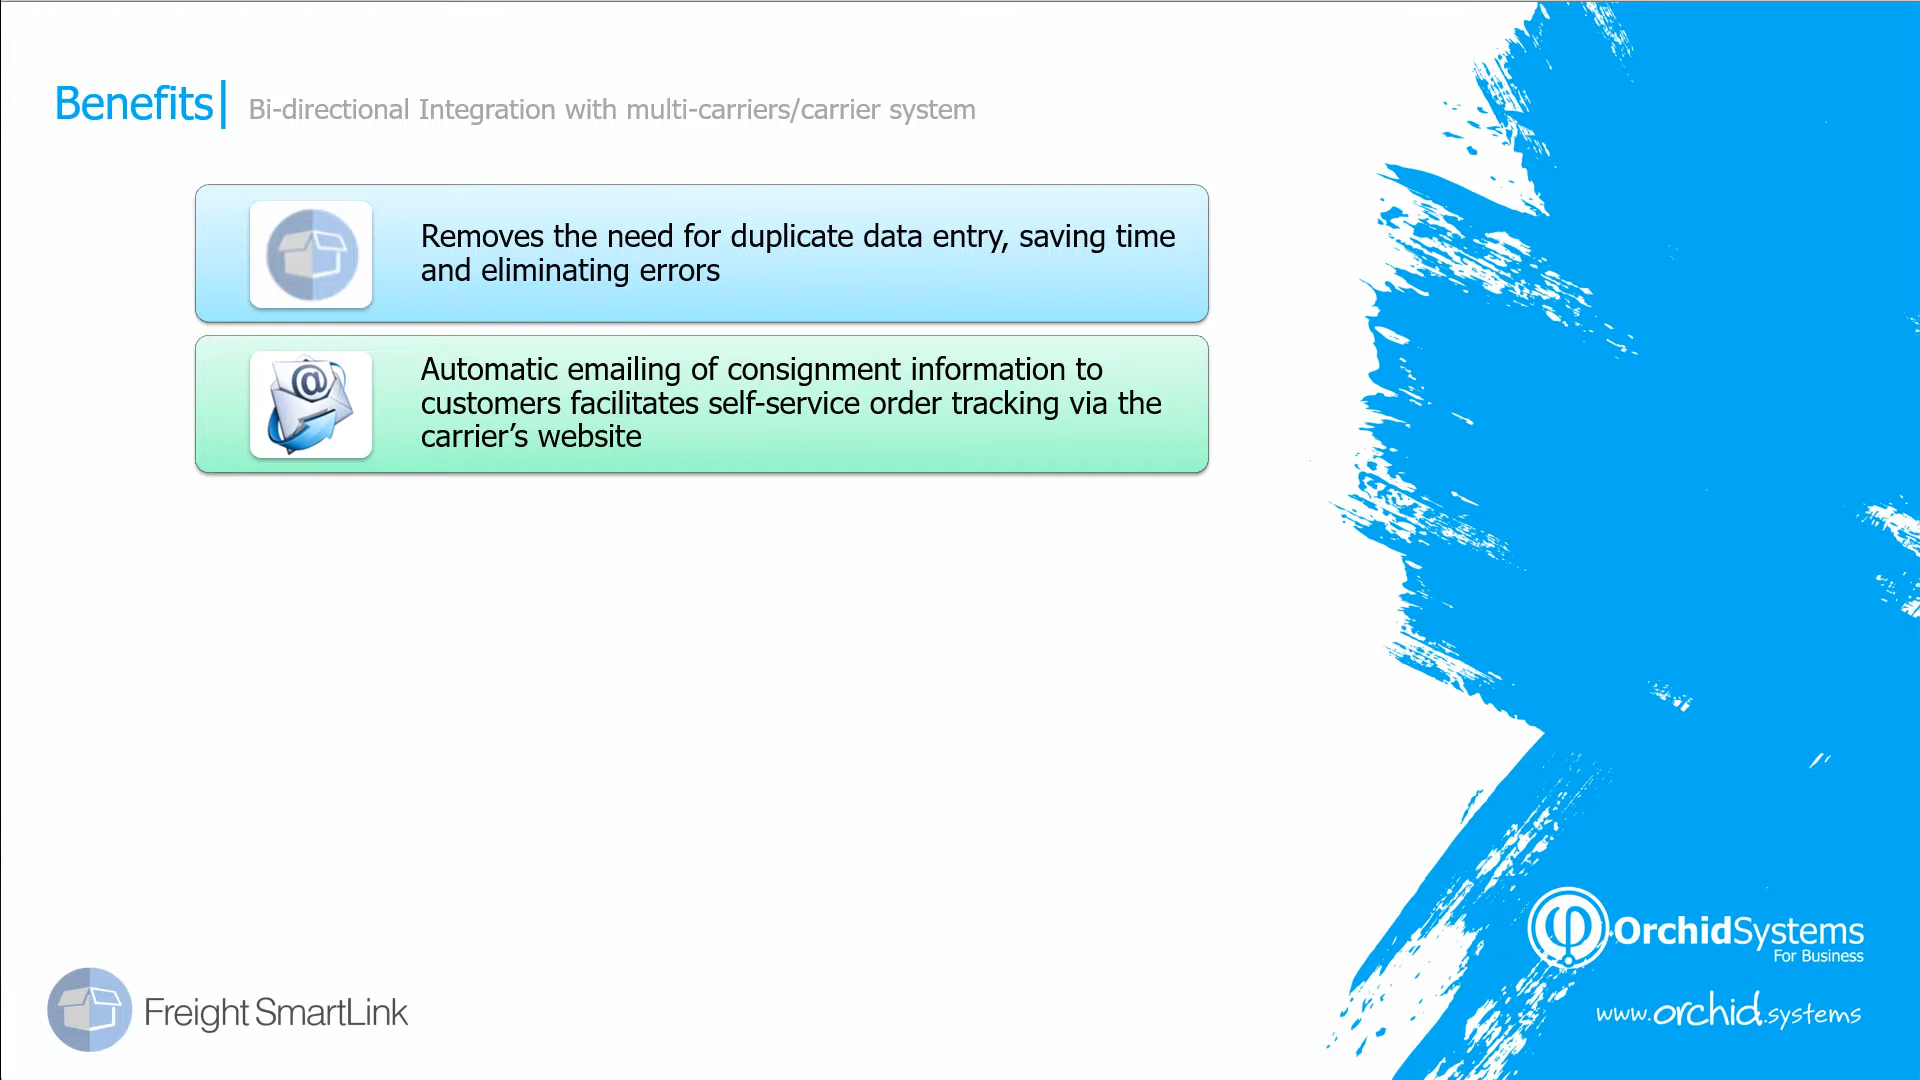 Benefits| Bi-directional Integration with multi-carriers/carrier system
Removes the need for duplicate data entry, saving time
and eliminating errors
@
Automatic emailing of consignment information to
customers facilitates self-service order tracking via the
carrier’s website
OrchidSystems
For Business
Freight SmartLink
www.orchid.systems